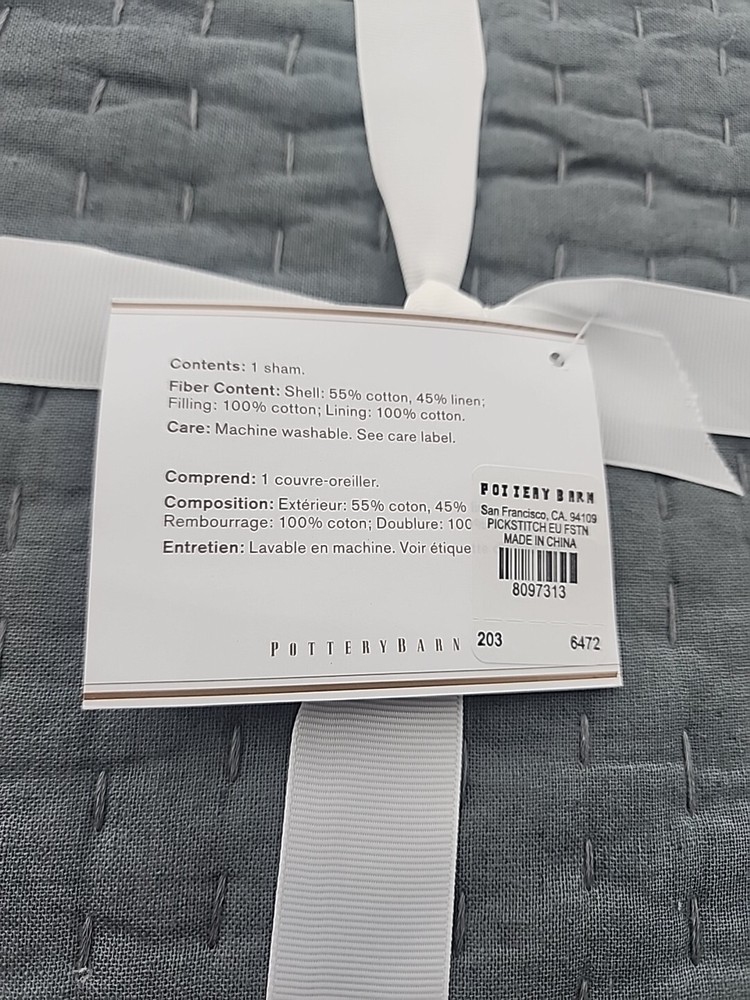 Contents: 1 sham.
Fiber Content: Shell: 55% cotton, 45% linen;
Filling: 100% cotton; Lining: 100% cotton.
Care: Machine washable. See care label.
Comprend: 1 couvre-oreiller.
Composition: Extérieur: 55% coton, 45%
Rembourrage: 100% coton; Doublure: 100
Entretien: Lavable en machine. Voir étique
POTTERY BARN
POTTERY BARN
San Francisco, CA. 94109
PICKSTITCH EU FSTN
MADE IN CHINA
8097313
203 6472